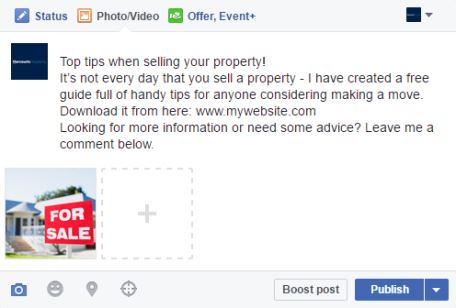 Status Photo/Video Offer, Event+
Top tips when selling your property!
It's not every day that you sell a property - I have created a free
guide full of handy tips for anyone considering making a move.
Download it from here: www.mywebsite.com
Looking for more information or need some advice? Leave me a
comment below.
FOR
SALE
Boost post Publish